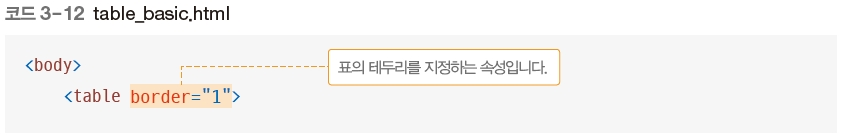 코드 3-12 table_basic.html
<body>
표의 테두리를 지정하는 속성입니다.
<table border="1">